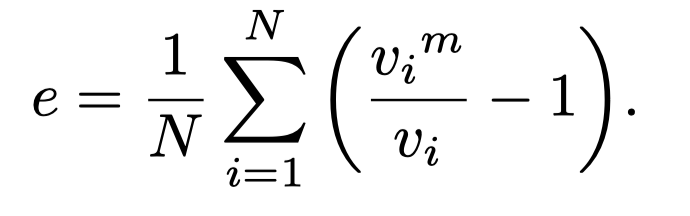 e = \frac{1}{N} \sum_{i=1}^{N} \left( \frac{{v_i}^m}{v_i} - 1 \right).